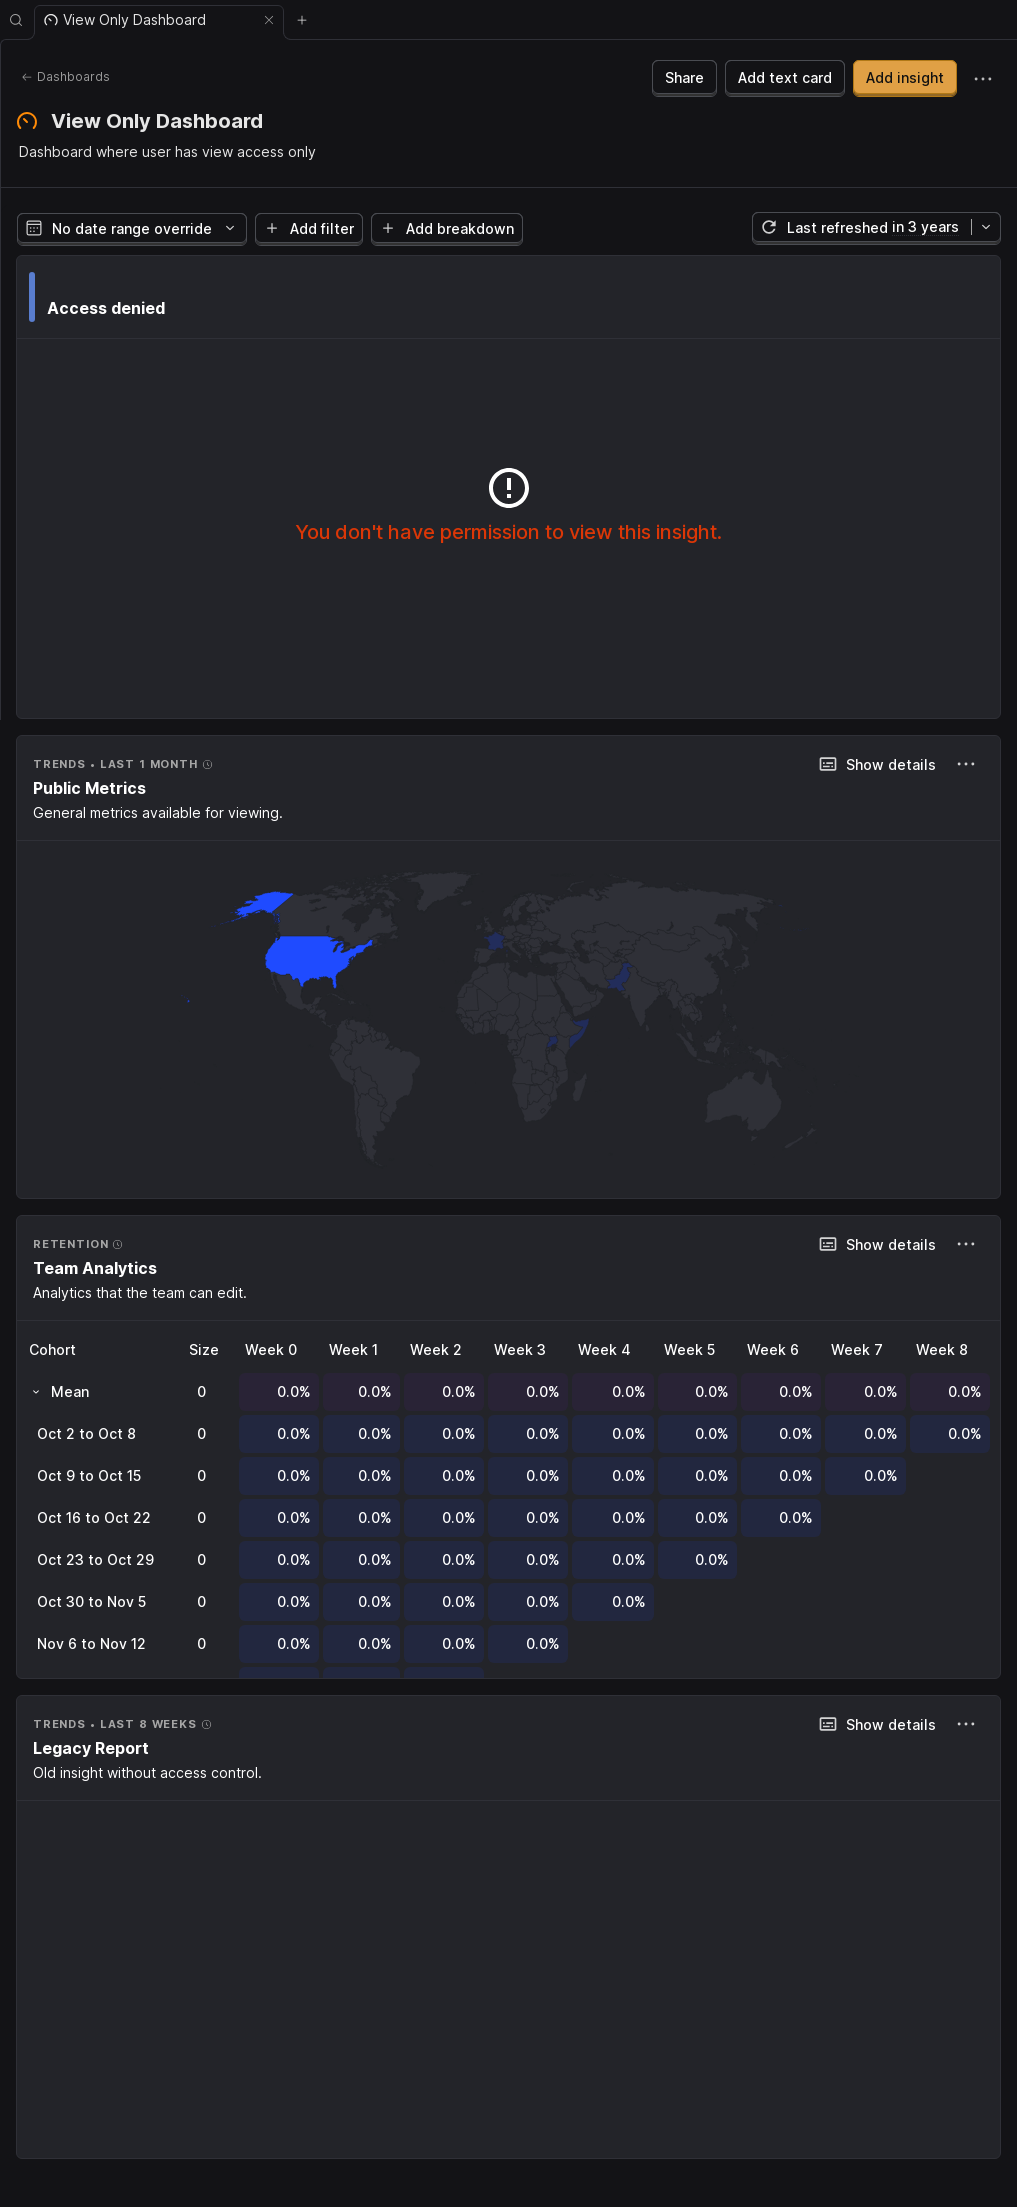 View Only Dashboard
Dashboards
Share
Add text card
Add insight
View Only Dashboard
Dashboard where user has view access only
No date range override
Add filter
Add breakdown
Last refreshed in 3 years
Access denied
You don't have permission to view this insight.
TRENDS • LAST 1 MONTH
Show details
Public Metrics
General metrics available for viewing.
RETENTION
Show details
Team Analytics
Analytics that the team can edit.
Cohort Size Week 0 Week 1 Week 2 Week 3 Week 4 Week 5 Week 6 Week 7 Week 8
Mean 0 0.0% 0.0% 0.0% 0.0% 0.0% 0.0% 0.0% 0.0% 0.0%
Oct 2 to Oct 8 0 0.0% 0.0% 0.0% 0.0% 0.0% 0.0% 0.0% 0.0% 0.0%
Oct 9 to Oct 15 0 0.0% 0.0% 0.0% 0.0% 0.0% 0.0% 0.0% 0.0%
Oct 16 to Oct 22 0 0.0% 0.0% 0.0% 0.0% 0.0% 0.0% 0.0%
Oct 23 to Oct 29 0 0.0% 0.0% 0.0% 0.0% 0.0% 0.0%
Oct 30 to Nov 5 0 0.0% 0.0% 0.0% 0.0% 0.0%
Nov 6 to Nov 12 0 0.0% 0.0% 0.0% 0.0%
TRENDS • LAST 8 WEEKS
Show details
Legacy Report
Old insight without access control.